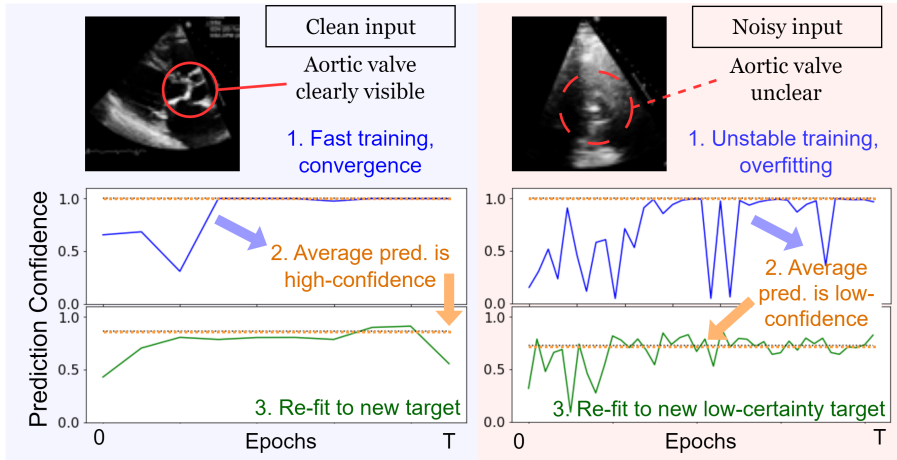 Clean input
Aortic valve
clearly visible
1. Fast training,
convergence
Noisy input
Aortic valve
unclear
1. Unstable training,
overfitting
Prediction Confidence
1.0
0.5
0.0
2. Average pred. is
high-confidence
1.0
0.5
0.0
3. Re-fit to new target
0
Epochs
T
1.0
0.5
0.0
2. Average
pred. is low-
confidence
1.0
0.5
0.0
3. Re-fit to new low-certainty target
0
Epochs
T